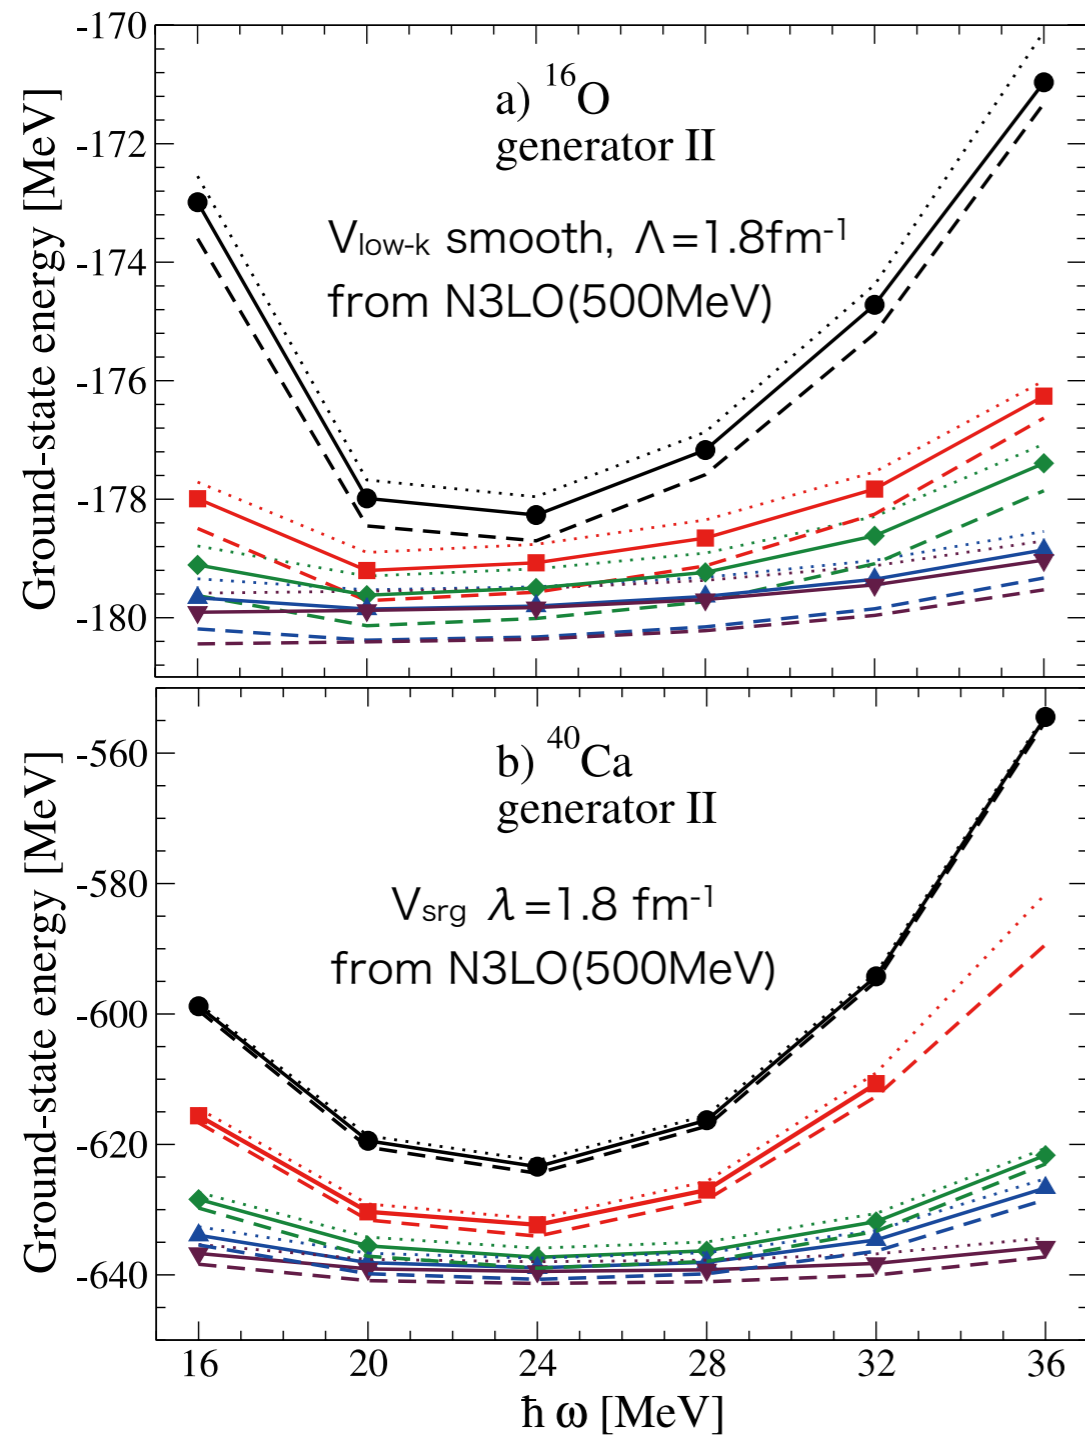 -170
-172
-174
-176
-178
-180
Ground-state energy [MeV]
a) ¹⁶O
generator II
V_low-k smooth, Λ=1.8fm⁻¹
from N3LO(500MeV)
-560
-580
-600
-620
-640
Ground-state energy [MeV]
b) ⁴⁰Ca
generator II
V_srg λ=1.8 fm⁻¹
from N3LO(500MeV)
16 20 24 28 32 36
ħ ω [MeV]